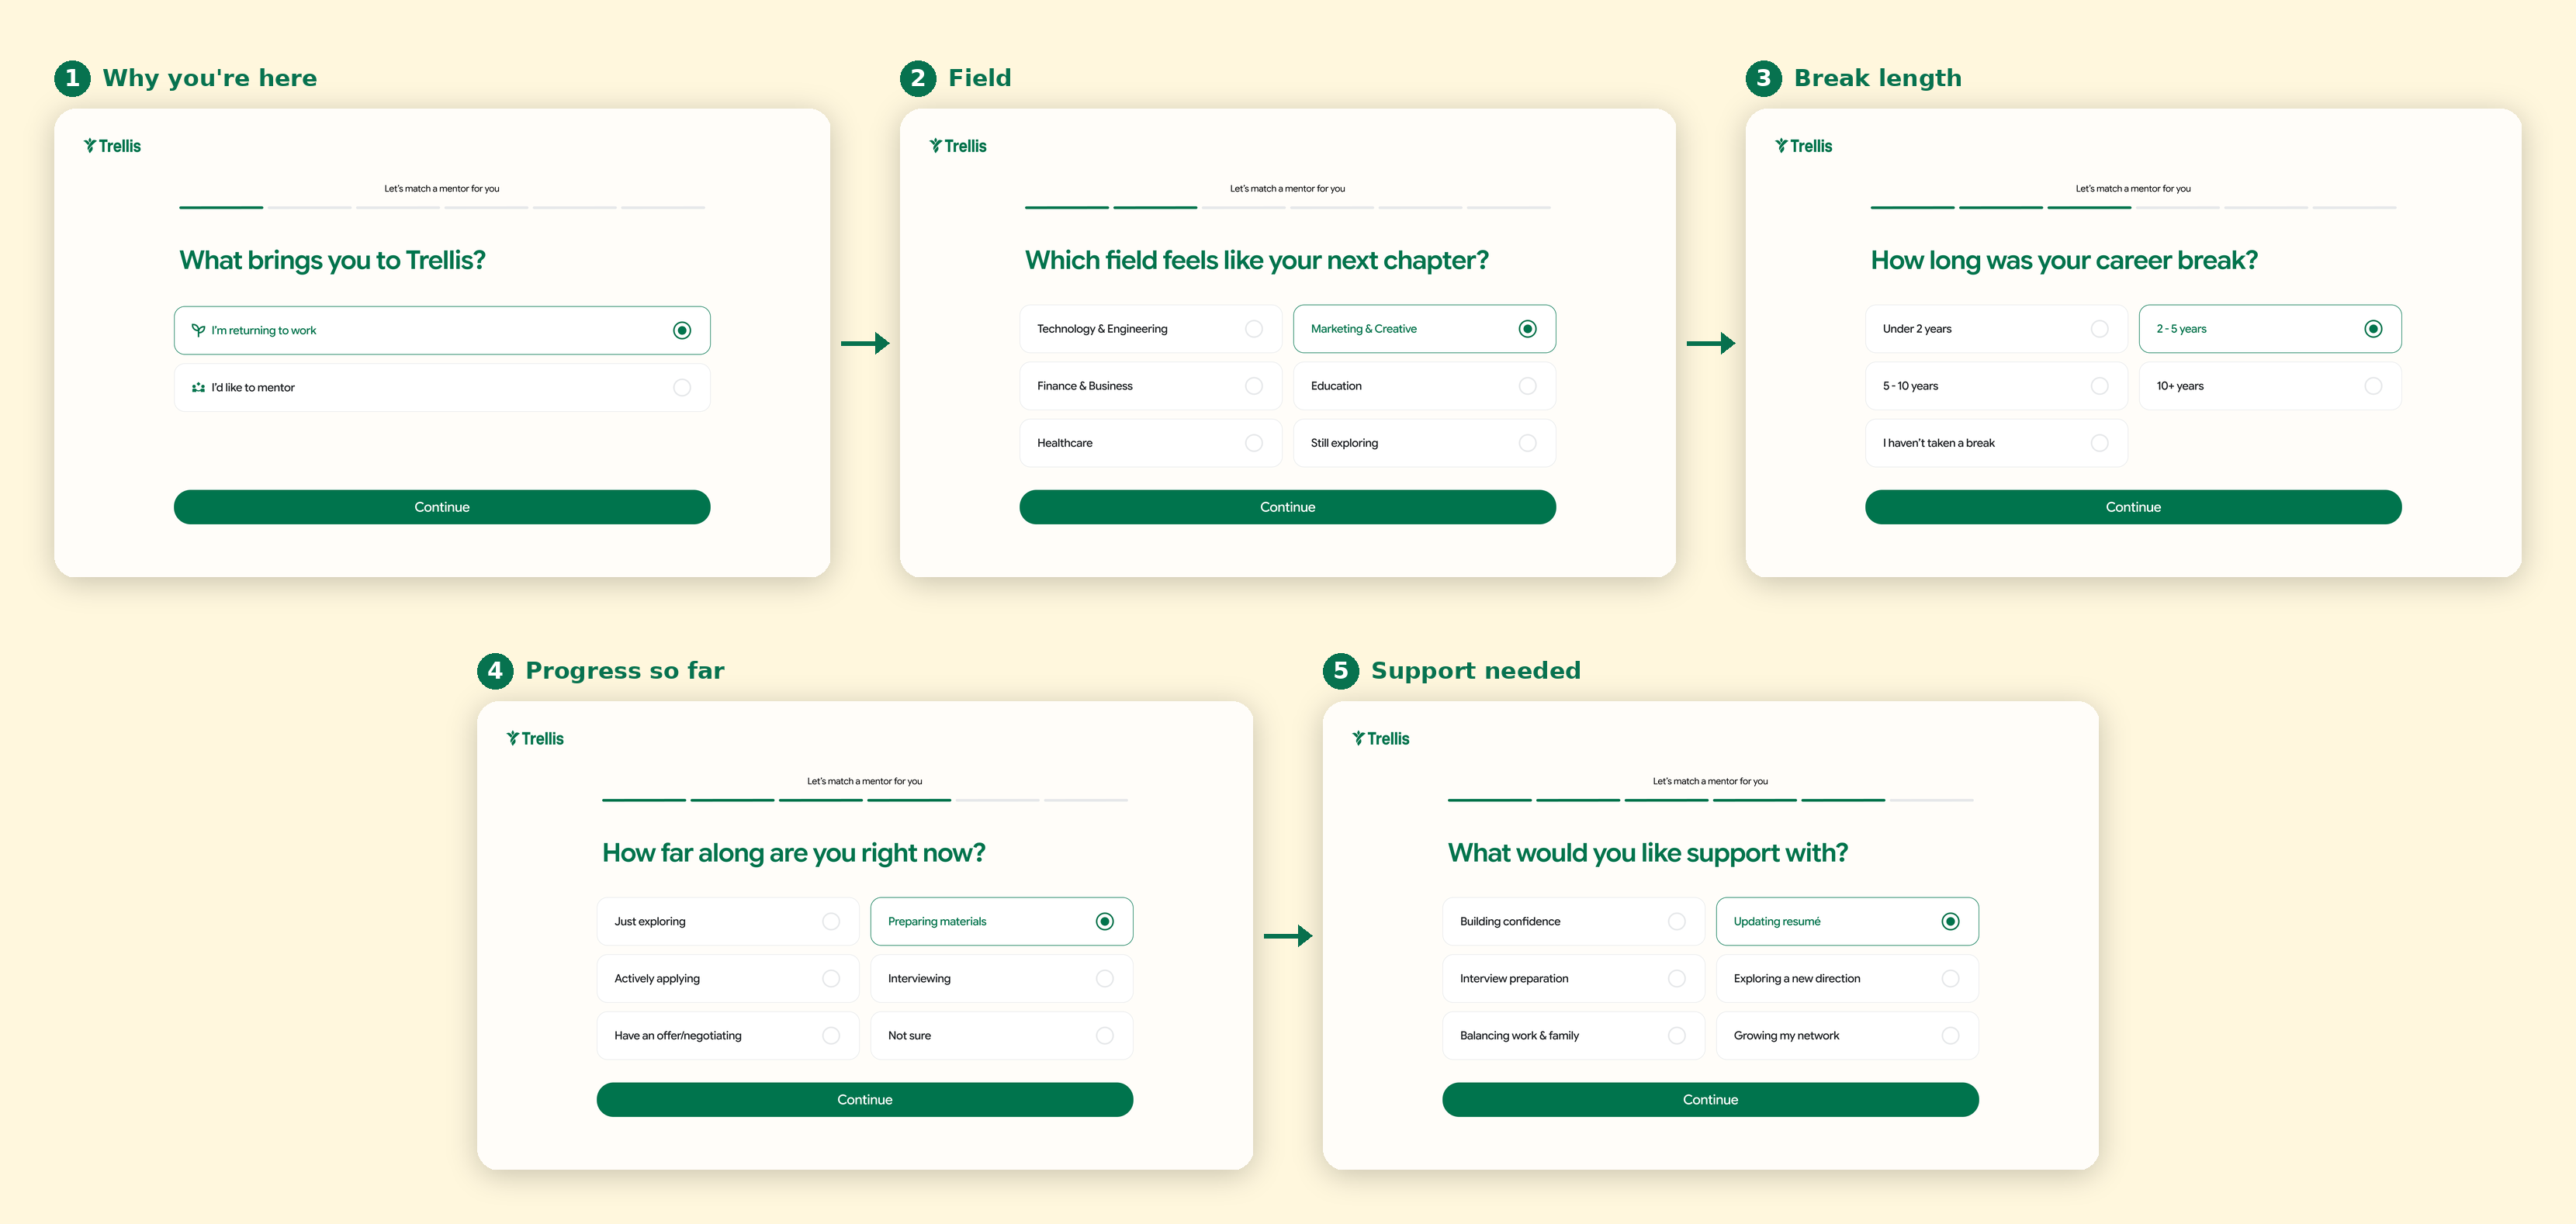 1 Why you're here
Trellis
Let's match a mentor for you
What brings you to Trellis?
I'm returning to work
I'd like to mentor
Continue
2 Field
Trellis
Let's match a mentor for you
Which field feels like your next chapter?
Technology & Engineering
Marketing & Creative
Finance & Business
Education
Healthcare
Still exploring
Continue
3 Break length
Trellis
Let's match a mentor for you
How long was your career break?
Under 2 years
2 - 5 years
5 - 10 years
10+ years
I haven't taken a break
Continue
4 Progress so far
Trellis
Let's match a mentor for you
How far along are you right now?
Just exploring
Preparing materials
Actively applying
Interviewing
Have an offer/negotiating
Not sure
Continue
5 Support needed
Trellis
Let's match a mentor for you
What would you like support with?
Building confidence
Updating resumé
Interview preparation
Exploring a new direction
Balancing work & family
Growing my network
Continue